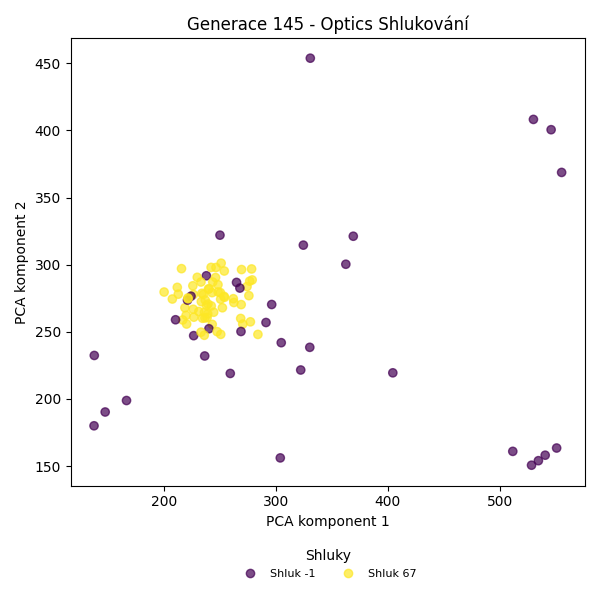 Generace 145 - Optics Shlukování
PCA komponent 2
450
400
350
300
250
200
150
200 300 400 500
PCA komponent 1
Shluky
Shluk -1 Shluk 67